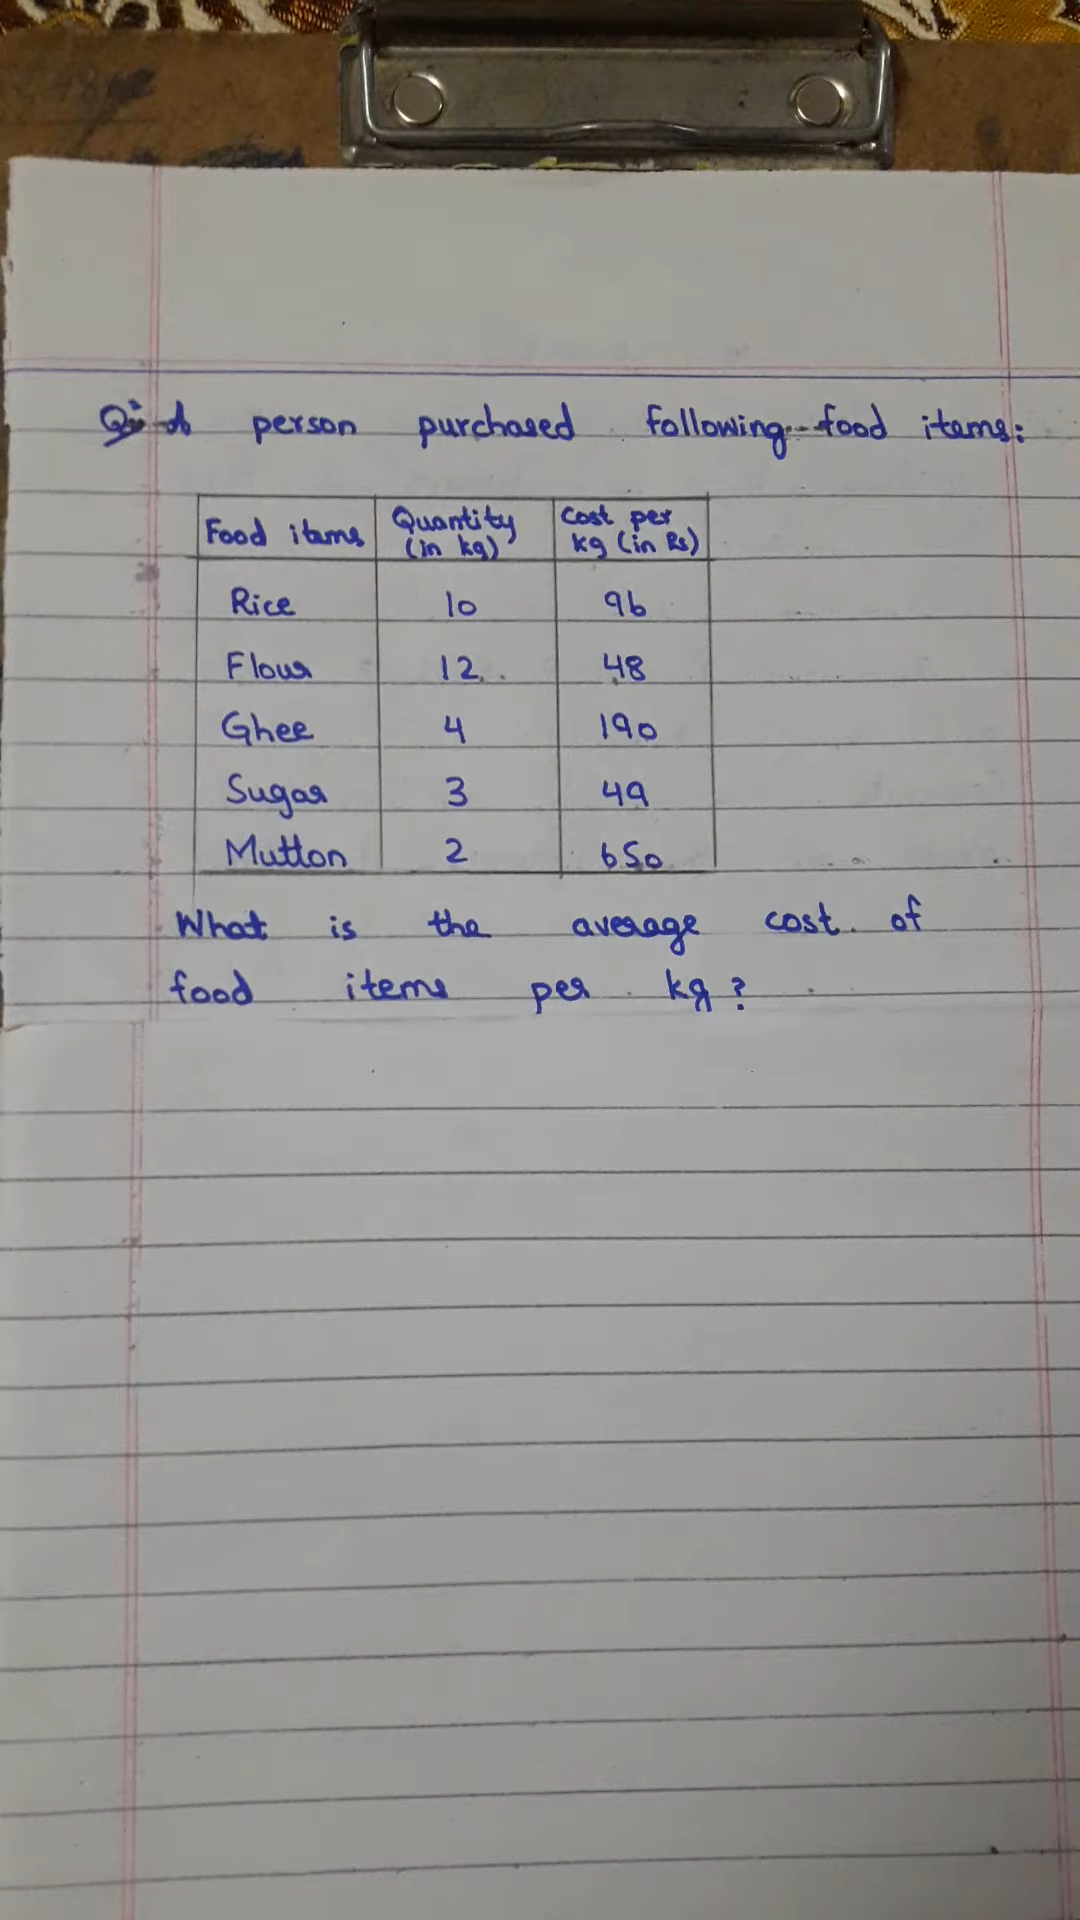 Q:- A person purchased following food items:
Food items Quantity (in kg) Cost per kg (in Rs)
Rice 10 96
Flour 12 48
Ghee 4 190
Sugar 3 49
Mutton 2 650
What is the average cost of
food items per kg?